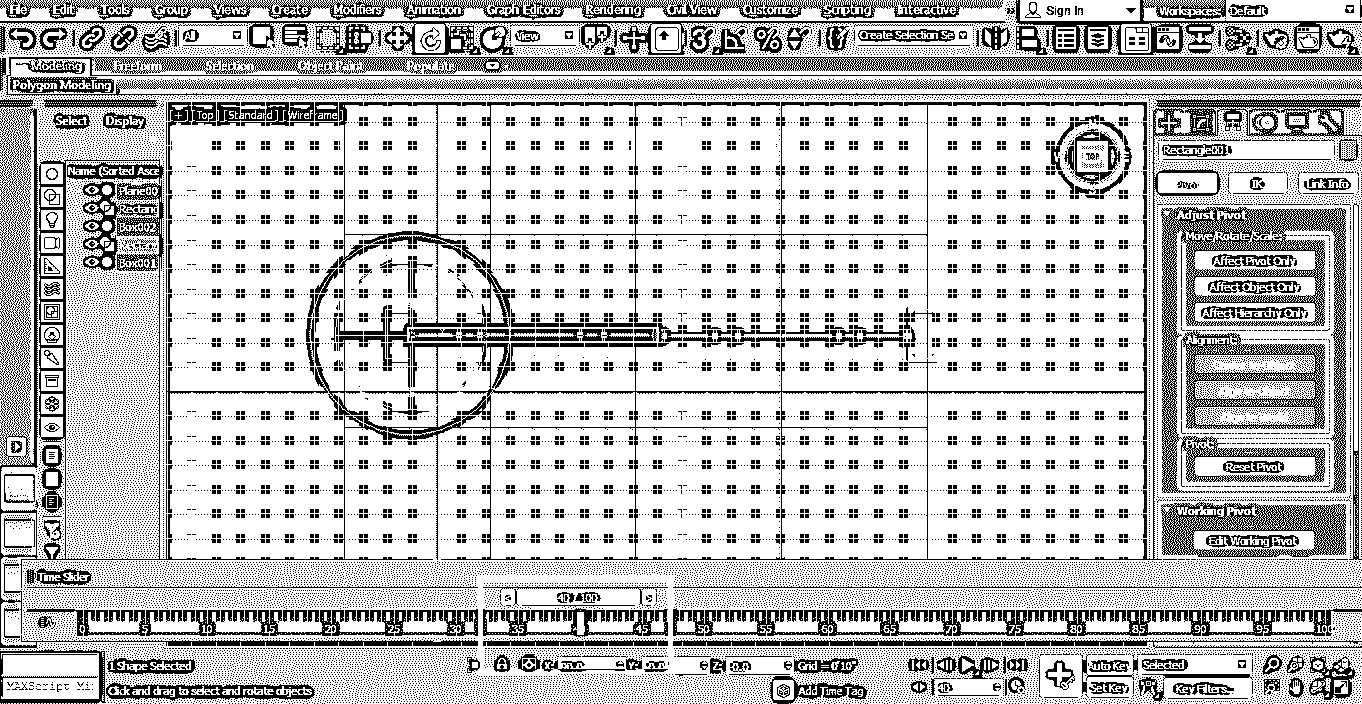 File Edit Tools Group Views Create Modifiers Animation Graph Editors Rendering Civil View Customize Scripting Interactive Sign In Workspaces: Default
All View Create Selection Se
Modeling Freeform Selection Object Paint Populate
Polygon Modeling
Select Display
[+] [Top] [Standard] [Wireframe]
TOP
Rectangle001
Name (Sorted Asce
IK Link Info
Plane00
Rectang
Box002
Box001
Adjust Pivot
Move/Rotate/Scale:
Affect Pivot Only
Affect Object Only
Affect Hierarchy Only
Alignment:
Pivot:
Reset Pivot
Working Pivot
Edit Working Pivot
Time Slider
< 40 / 100 >
0 5 10 15 20 25 30 35 45 50 55 60 65 70 75 80 85 90 95 100
1 Shape Selected X: Y: Z: Grid = 0'10" Auto Key Selected
MAXScript Mi Click and drag to select and rotate objects Add Time Tag 40 Set Key Key Filters...